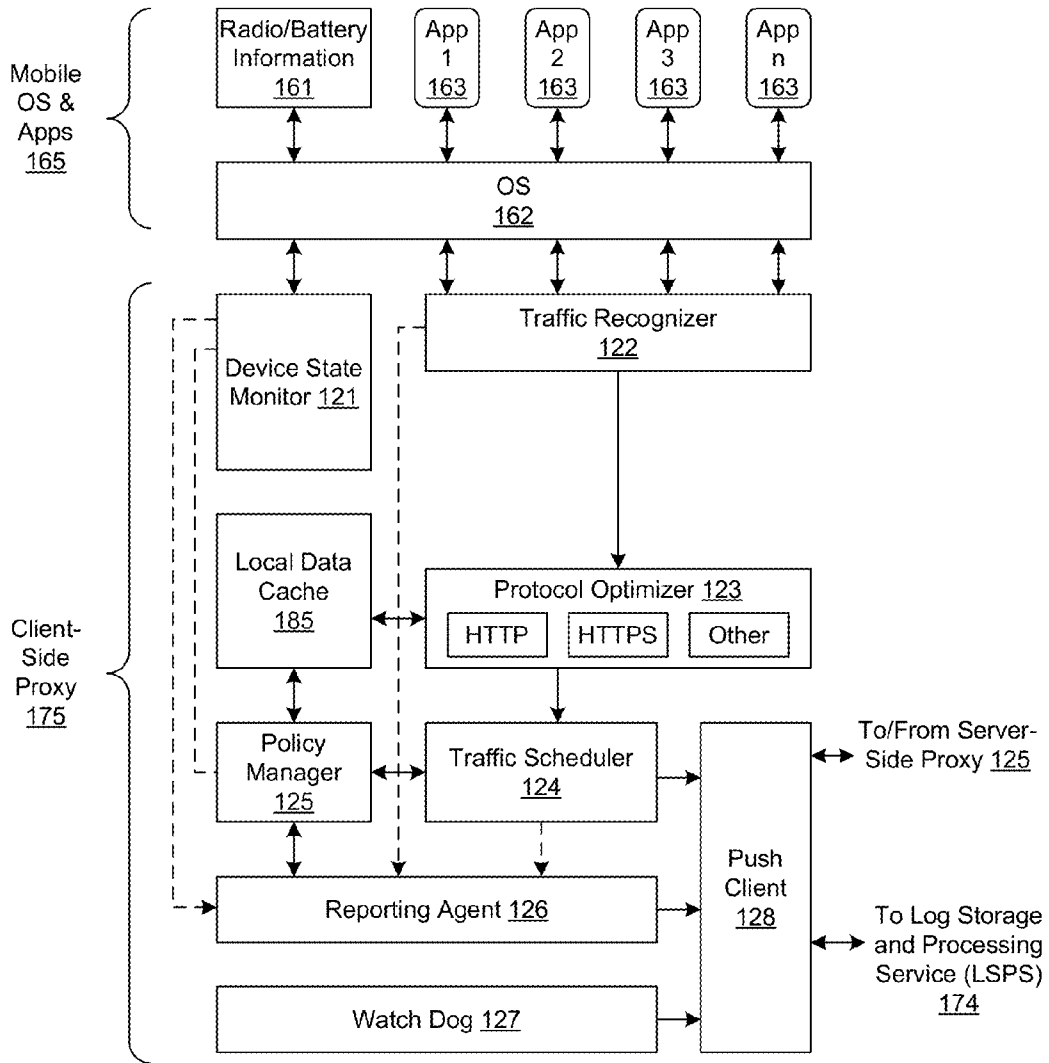 Mobile
OS &
Apps
165
Radio/Battery
Information
161
App
1
163
App
2
163
App
3
163
App
n
163
OS
162
Client-
Side
Proxy
175
Device State
Monitor 121
Traffic Recognizer
122
Local Data
Cache
185
Protocol Optimizer 123
HTTP
HTTPS
Other
Policy
Manager
125
Traffic Scheduler
124
Push
Client
128
To/From Server-
Side Proxy 125
Reporting Agent 126
To Log Storage
and Processing
Service (LSPS)
174
Watch Dog 127